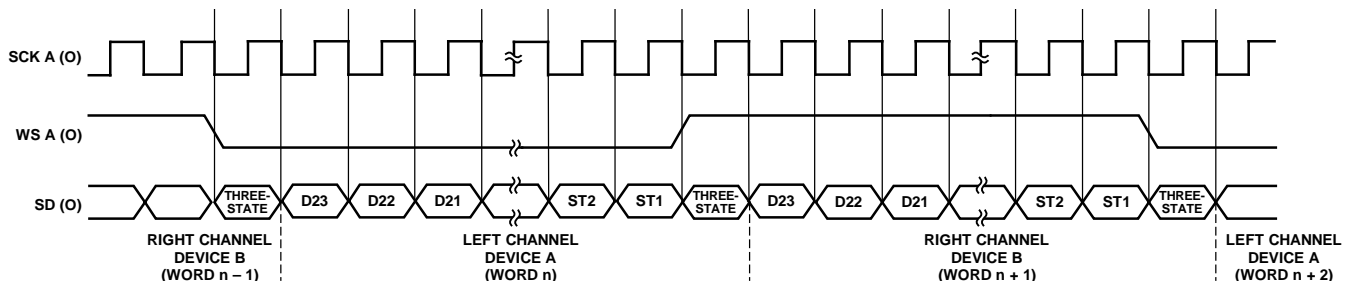 SCK A (O)
WS A (O)
SD (O)
THREE-
STATE
D23
D22
D21
ST2
ST1
THREE-
STATE
D23
D22
D21
ST2
ST1
THREE-
STATE
RIGHT CHANNEL
DEVICE B
(WORD n – 1)
LEFT CHANNEL
DEVICE A
(WORD n)
RIGHT CHANNEL
DEVICE B
(WORD n + 1)
LEFT CHANNEL
DEVICE A
(WORD n + 2)